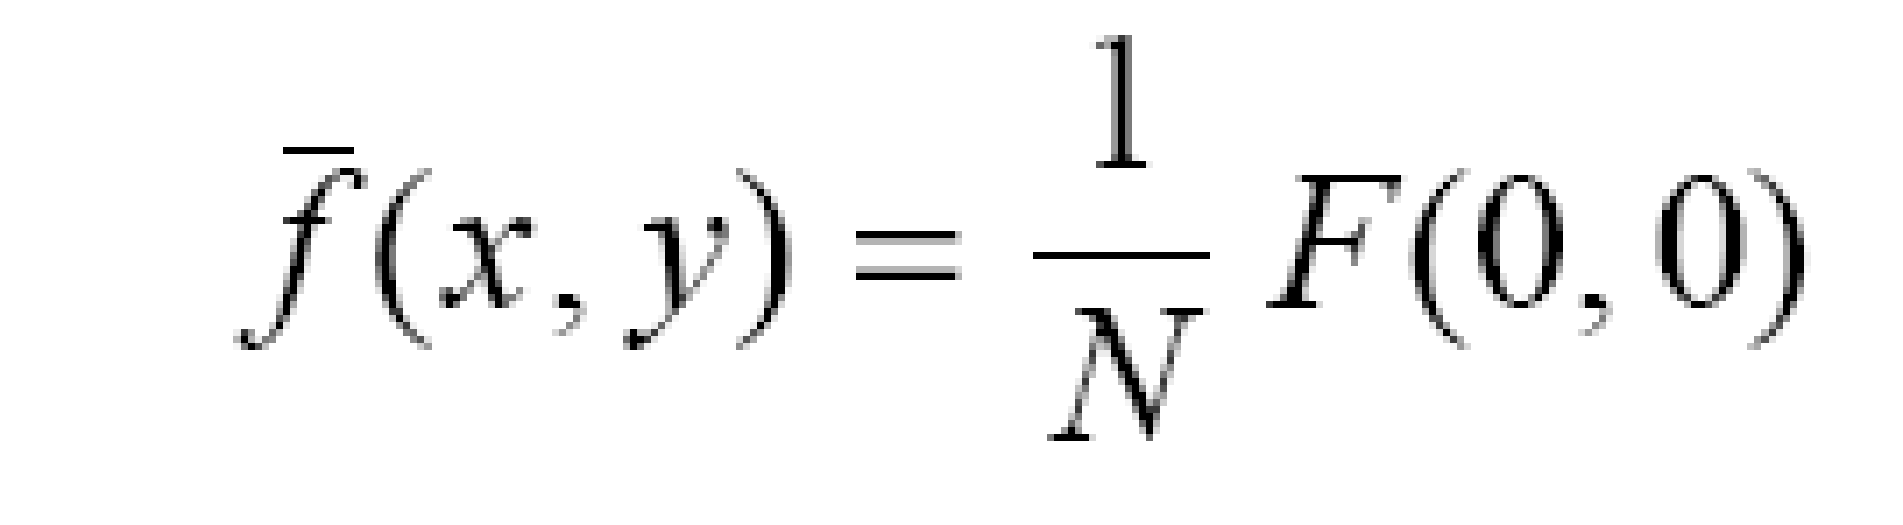 f̅(x, y) = 1/N F(0, 0)